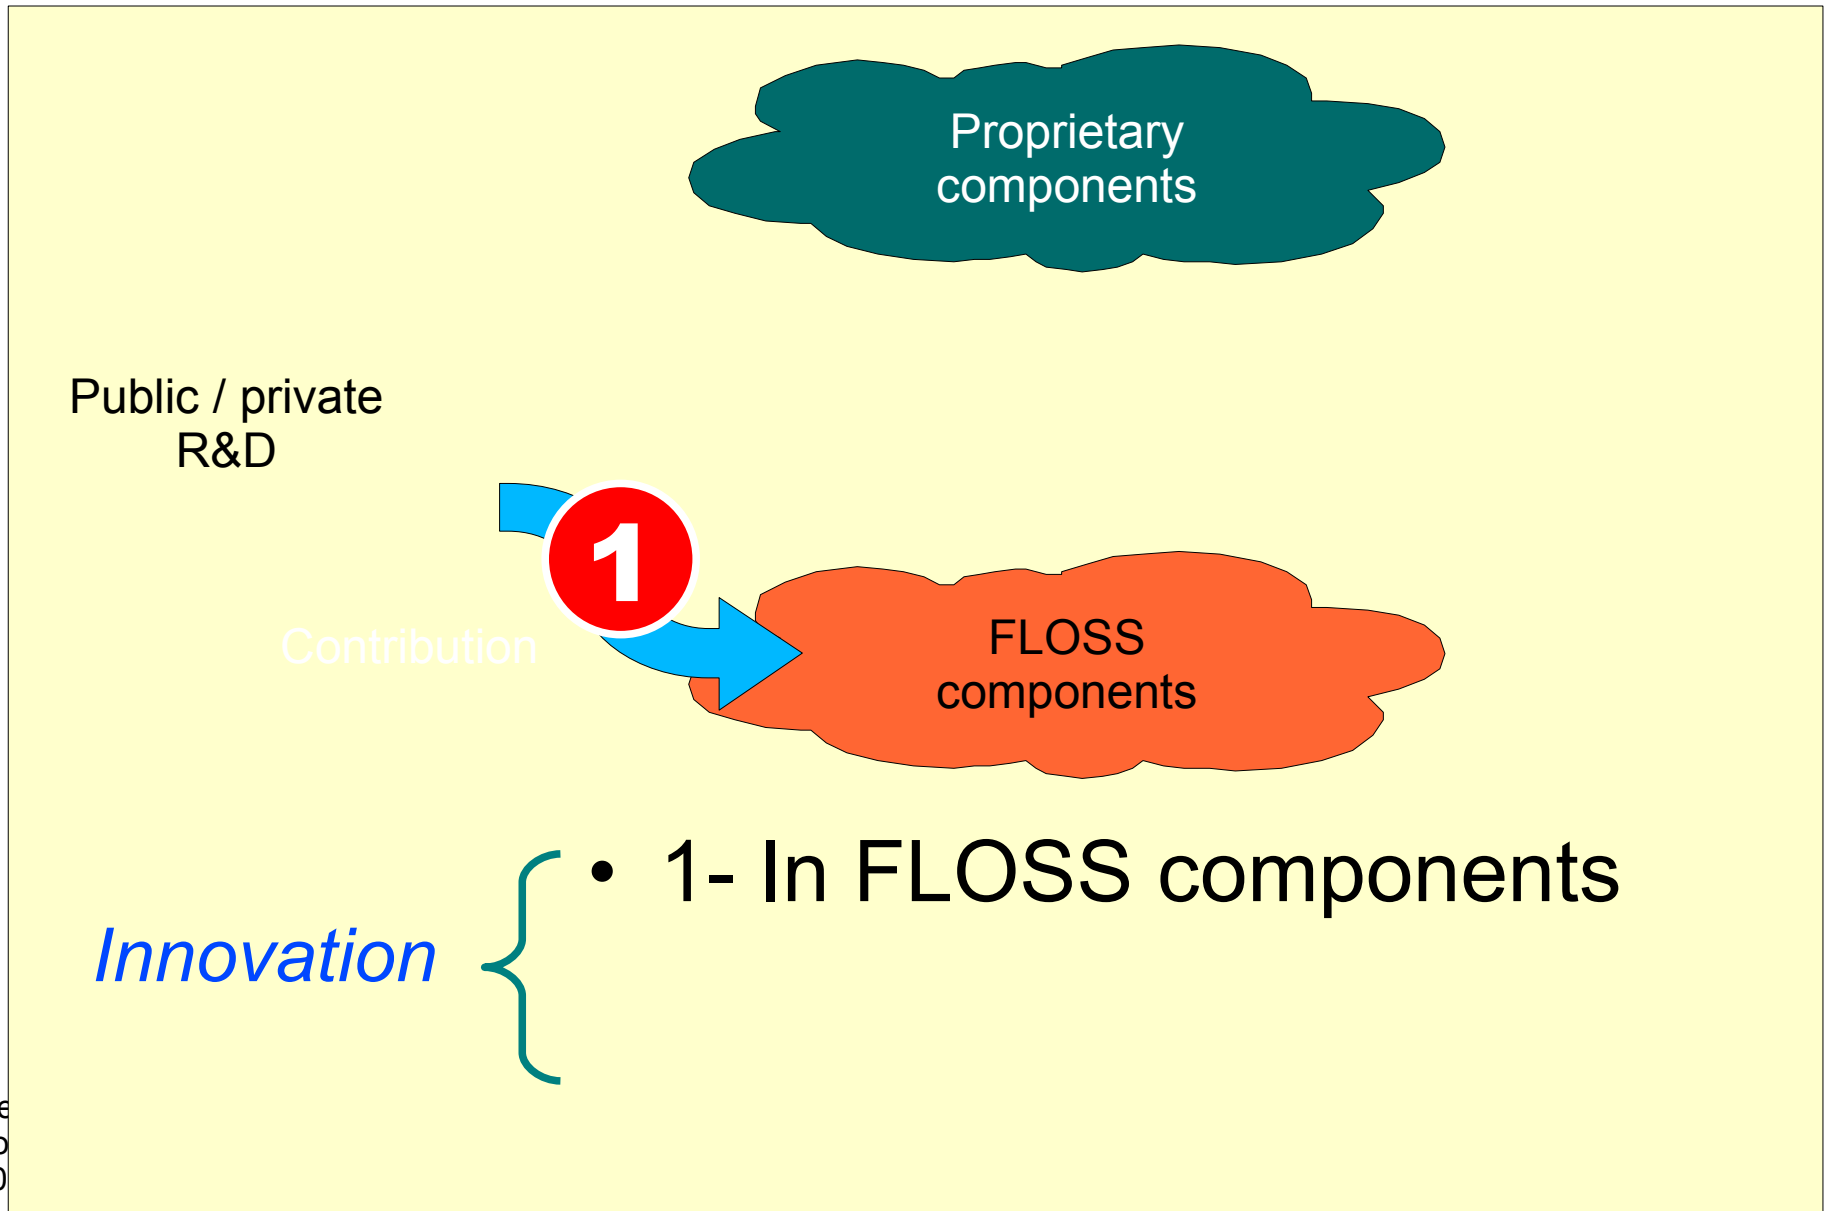 Proprietary
components
Public / private
R&D
1
Contribution
FLOSS
components
• 1- In FLOSS components
Innovation